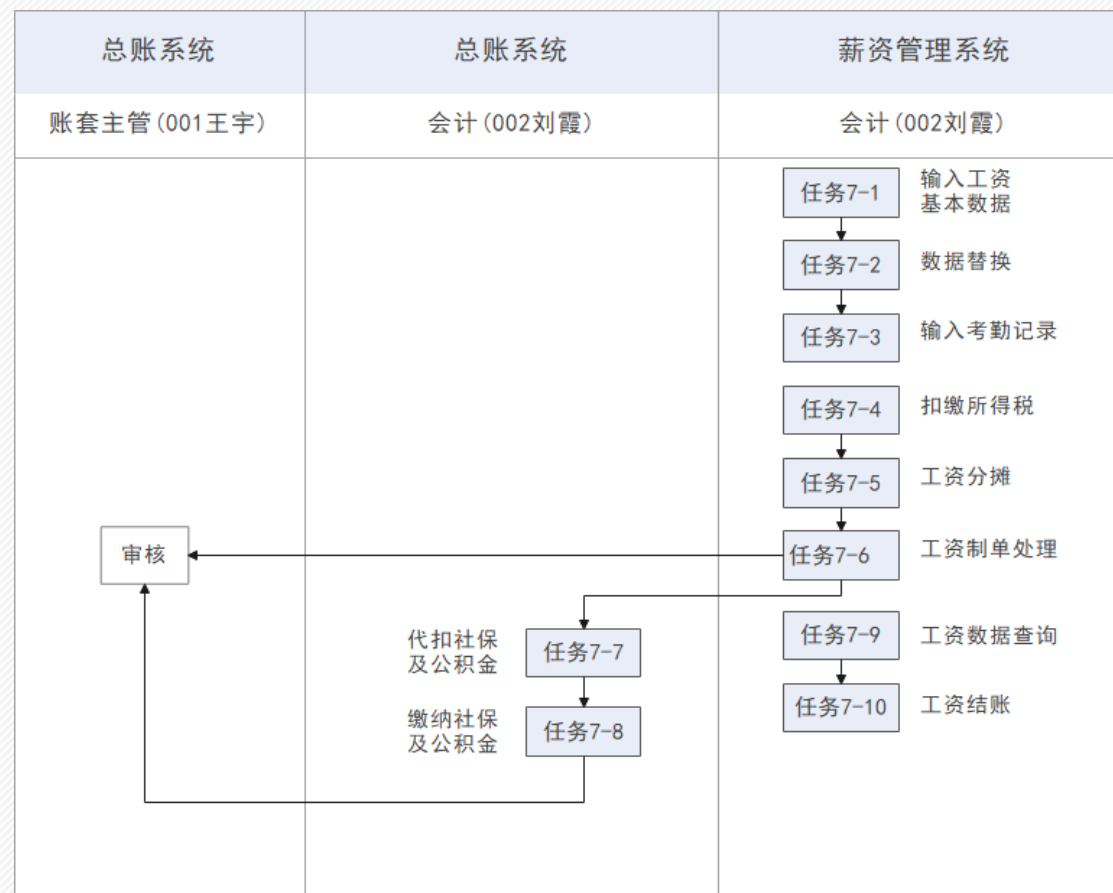 总账系统
总账系统
薪资管理系统
账套主管(001王宇)
会计(002刘霞)
会计(002刘霞)
任务7-1
输入工资
基本数据
任务7-2
数据替换
任务7-3
输入考勤记录
任务7-4
扣缴所得税
任务7-5
工资分摊
审核
任务7-6
工资制单处理
代扣社保
及公积金
任务7-7
任务7-9
工资数据查询
缴纳社保
及公积金
任务7-8
任务7-10
工资结账